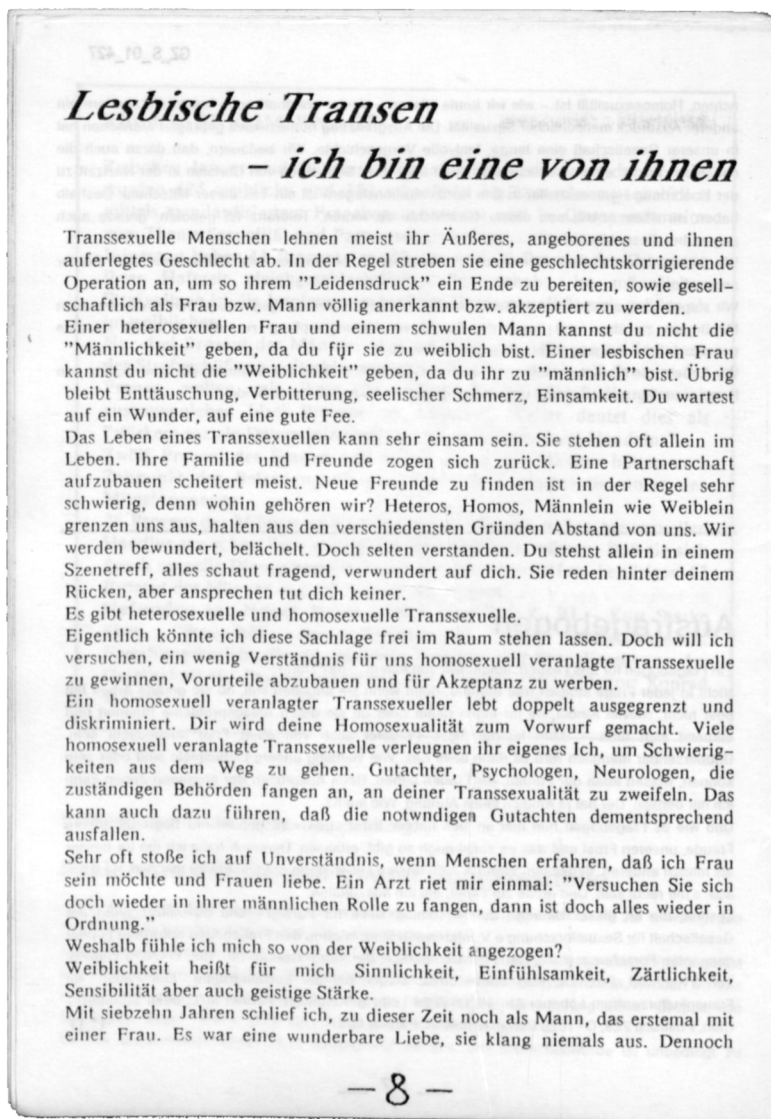 GZ_S_01_427
Lesbische Transen
– ich bin eine von ihnen
Transsexuelle Menschen lehnen meist ihr Äußeres, angeborenes und ihnen
auferlegtes Geschlecht ab. In der Regel streben sie eine geschlechtskorrigierende
Operation an, um so ihrem "Leidensdruck" ein Ende zu bereiten, sowie gesell-
schaftlich als Frau bzw. Mann völlig anerkannt bzw. akzeptiert zu werden.
Einer heterosexuellen Frau und einem schwulen Mann kannst du nicht die
"Männlichkeit" geben, da du für sie zu weiblich bist. Einer lesbischen Frau
kannst du nicht die "Weiblichkeit" geben, da du ihr zu "männlich" bist. Übrig
bleibt Enttäuschung, Verbitterung, seelischer Schmerz, Einsamkeit. Du wartest
auf ein Wunder, auf eine gute Fee.
Das Leben eines Transsexuellen kann sehr einsam sein. Sie stehen oft allein im
Leben. Ihre Familie und Freunde zogen sich zurück. Eine Partnerschaft
aufzubauen scheitert meist. Neue Freunde zu finden ist in der Regel sehr
schwierig, denn wohin gehören wir? Heteros, Homos, Männlein wie Weiblein
grenzen uns aus, halten aus den verschiedensten Gründen Abstand von uns. Wir
werden bewundert, belächelt. Doch selten verstanden. Du stehst allein in einem
Szenetreff, alles schaut fragend, verwundert auf dich. Sie reden hinter deinem
Rücken, aber ansprechen tut dich keiner.
Es gibt heterosexuelle und homosexuelle Transsexuelle.
Eigentlich könnte ich diese Sachlage frei im Raum stehen lassen. Doch will ich
versuchen, ein wenig Verständnis für uns homosexuell veranlagte Transsexuelle
zu gewinnen, Vorurteile abzubauen und für Akzeptanz zu werben.
Ein homosexuell veranlagter Transsexueller lebt doppelt ausgegrenzt und
diskriminiert. Dir wird deine Homosexualität zum Vorwurf gemacht. Viele
homosexuell veranlagte Transsexuelle verleugnen ihr eigenes Ich, um Schwierig-
keiten aus dem Weg zu gehen. Gutachter, Psychologen, Neurologen, die
zuständigen Behörden fangen an, an deiner Transsexualität zu zweifeln. Das
kann auch dazu führen, daß die notwndigen Gutachten dementsprechend
ausfallen.
Sehr oft stoße ich auf Unverständnis, wenn Menschen erfahren, daß ich Frau
sein möchte und Frauen liebe. Ein Arzt riet mir einmal: "Versuchen Sie sich
doch wieder in ihrer männlichen Rolle zu fangen, dann ist doch alles wieder in
Ordnung."
Weshalb fühle ich mich so von der Weiblichkeit angezogen?
Weiblichkeit heißt für mich Sinnlichkeit, Einfühlsamkeit, Zärtlichkeit,
Sensibilität aber auch geistige Stärke.
Mit siebzehn Jahren schlief ich, zu dieser Zeit noch als Mann, das erstemal mit
einer Frau. Es war eine wunderbare Liebe, sie klang niemals aus. Dennoch
– 8 –